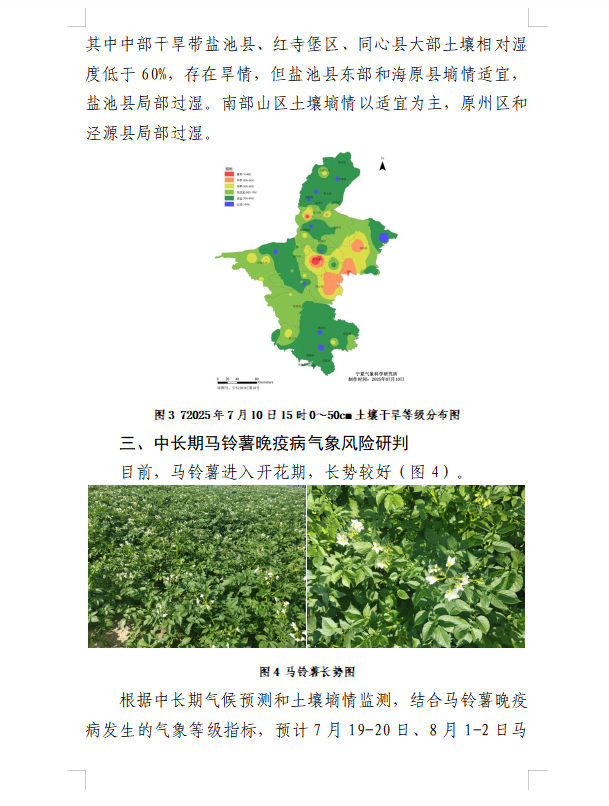 其中中部干旱带盐池县、红寺堡区、同心县大部土壤相对湿
度低于 60%，存在旱情，但盐池县东部和海原县墒情适宜，
盐池县局部过湿。南部山区土壤墒情以适宜为主，原州区和
泾源县局部过湿。
宁夏气象科学研究所
制作时间：2025年07月10日
图 3 72025 年 7 月 10 日 15 时 0～50cm 土壤干旱等级分布图
三、中长期马铃薯晚疫病气象风险研判
目前，马铃薯进入开花期，长势较好（图 4）。
图 4 马铃薯长势图
根据中长期气候预测和土壤墒情监测，结合马铃薯晚疫
病发生的气象等级指标，预计 7 月 19-20 日、8 月 1-2 日马